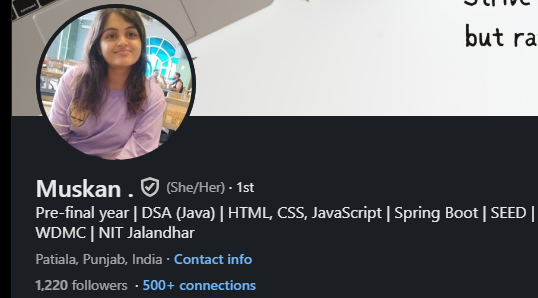 Strive
but ra
Muskan . (She/Her) · 1st
Pre-final year | DSA (Java) | HTML, CSS, JavaScript | Spring Boot | SEED |
WDMC | NIT Jalandhar
Patiala, Punjab, India · Contact info
1,220 followers · 500+ connections